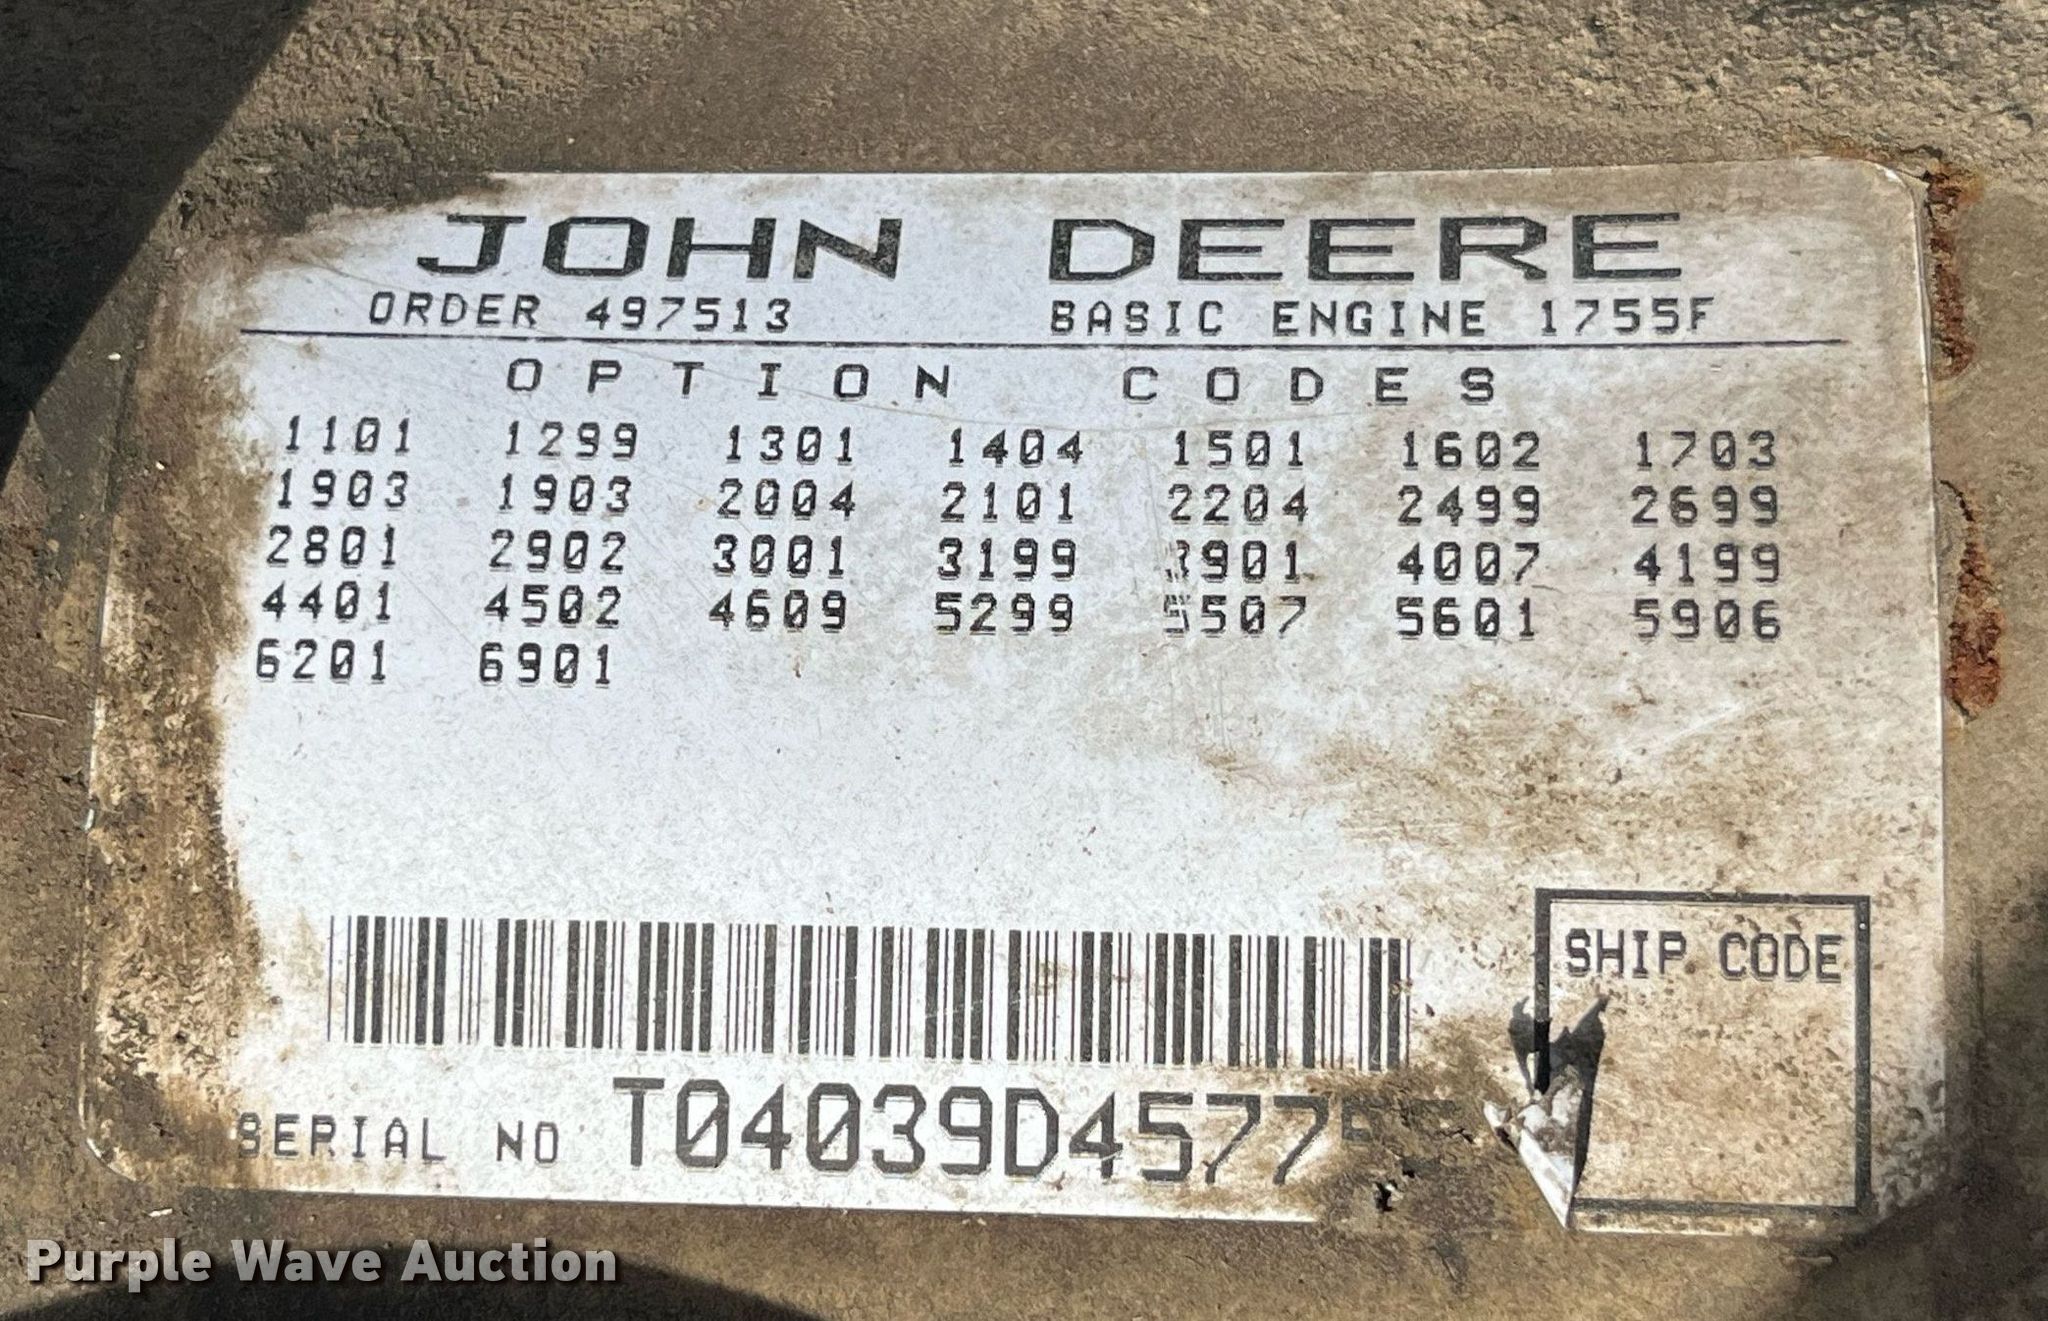 JOHN DEERE
ORDER 497513 BASIC ENGINE 1755F
OPTION CODES
1101 1299 1301 1404 1501 1602 1703
1903 1903 2004 2101 2204 2499 2699
2801 2902 3001 3199 3901 4007 4199
4401 4502 4609 5299 5507 5601 5906
6201 6901
SHIP CODE
SERIAL NO
Purple Wave Auction